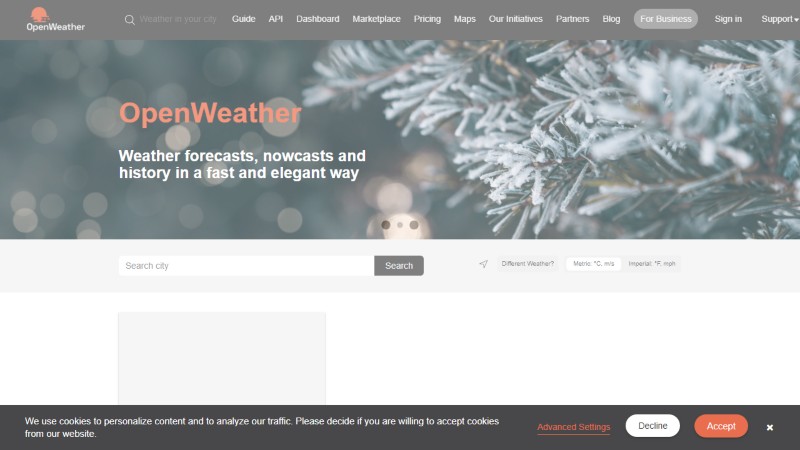 OpenWeather
Weather in your city
Guide
API
Dashboard
Marketplace
Pricing
Maps
Our Initiatives
Partners
Blog
For Business
Sign in
Support
OpenWeather
Weather forecasts, nowcasts and
history in a fast and elegant way
Search city
Search
Different Weather?
Metric: °C, m/s
Imperial: °F, mph
We use cookies to personalize content and to analyze our traffic. Please decide if you are willing to accept cookies
from our website.
Advanced Settings
Decline
Accept